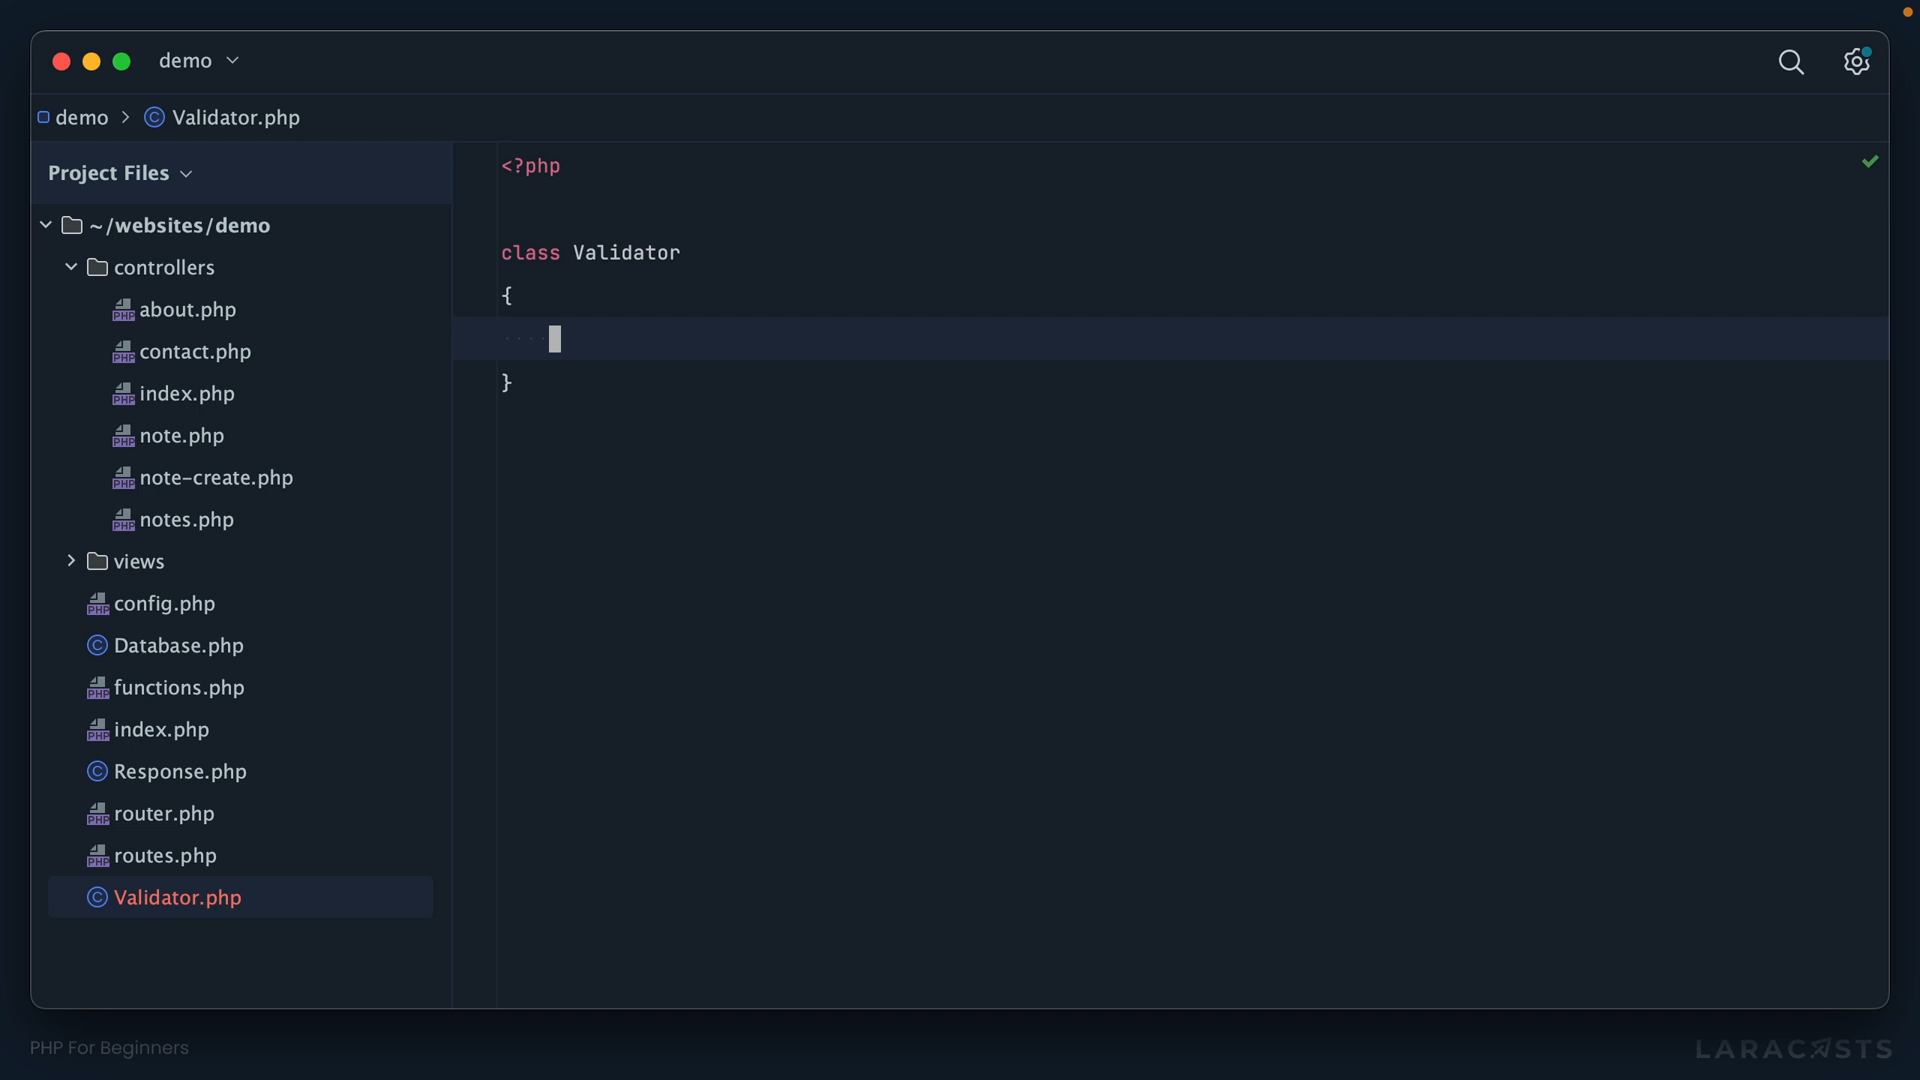 demo
demo > Validator.php
Project Files
~/websites/demo
controllers
about.php
contact.php
index.php
note.php
note-create.php
notes.php
views
config.php
Database.php
functions.php
index.php
Response.php
router.php
routes.php
Validator.php
<?php
class Validator
{
}
PHP For Beginners
LARACASTS